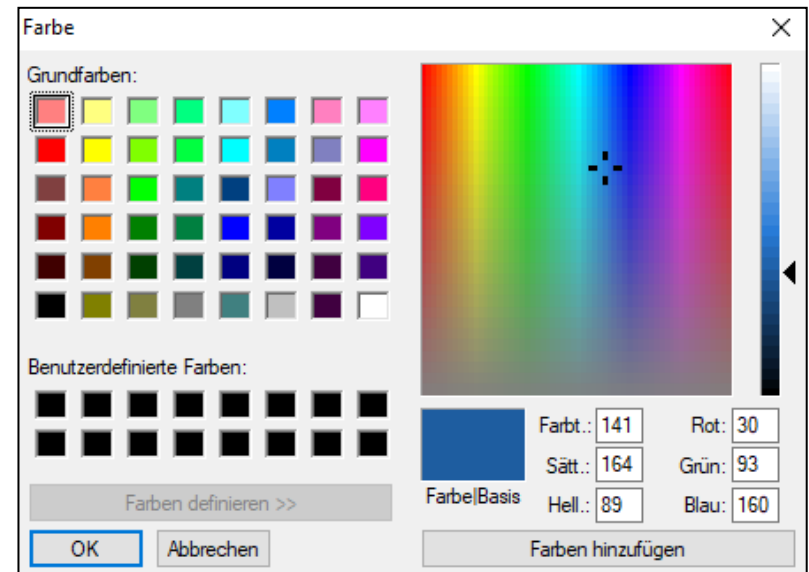 Farbe
Grundfarben:
Benutzerdefinierte Farben:
Farben definieren >>
OK Abbrechen
Farbe|Basis
Farbt.: 141 Rot: 30
Sätt.: 164 Grün: 93
Hell.: 89 Blau: 160
Farben hinzufügen